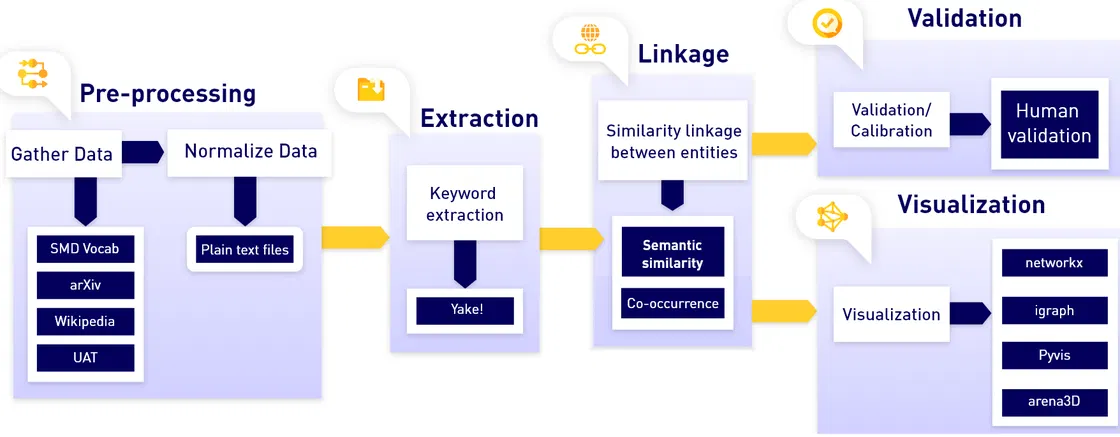 Pre-processing
Gather Data
Normalize Data
SMD Vocab
arXiv
Wikipedia
UAT
Plain text files
Extraction
Keyword
extraction
Yake!
Linkage
Similarity linkage
between entities
Semantic
similarity
Co-occurrence
Validation
Validation/
Calibration
Human
validation
Visualization
Visualization
networkx
igraph
Pyvis
arena3D